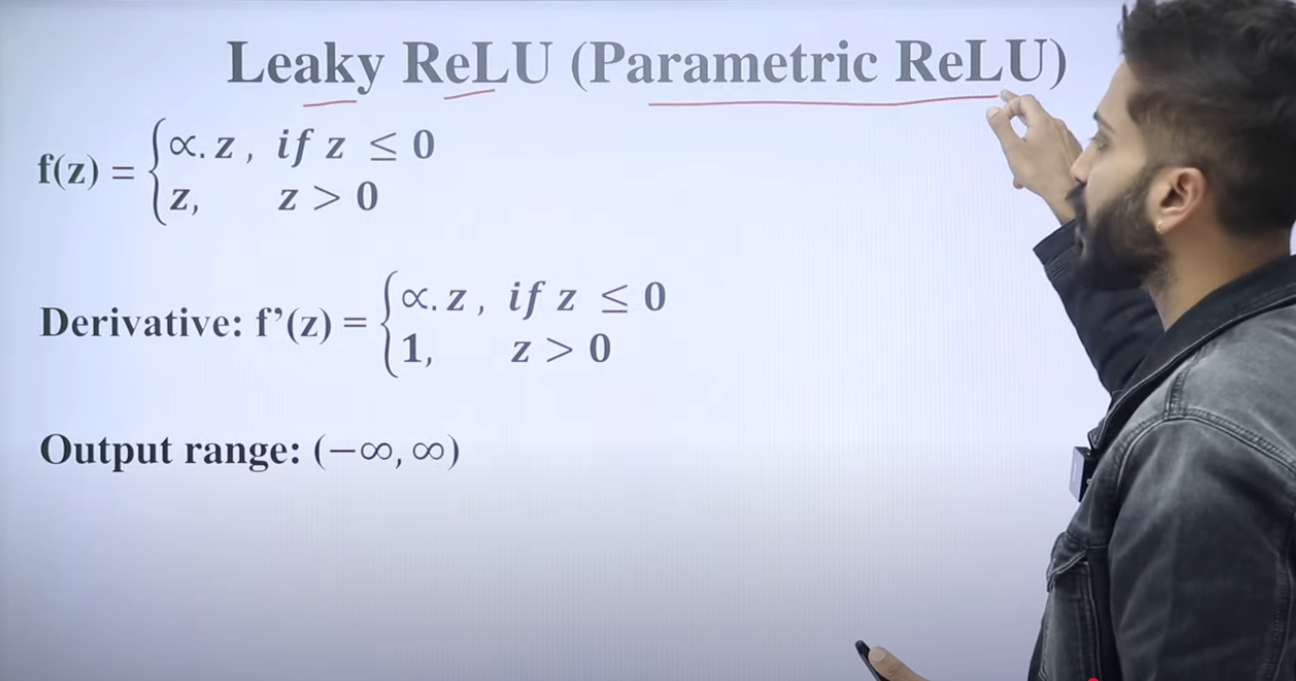 Leaky ReLU (Parametric ReLU)
f(z) = {∝. z , if z ≤ 0
z, z > 0
Derivative: f’(z) = {∝. z , if z ≤ 0
1, z > 0
Output range: (−∞, ∞)